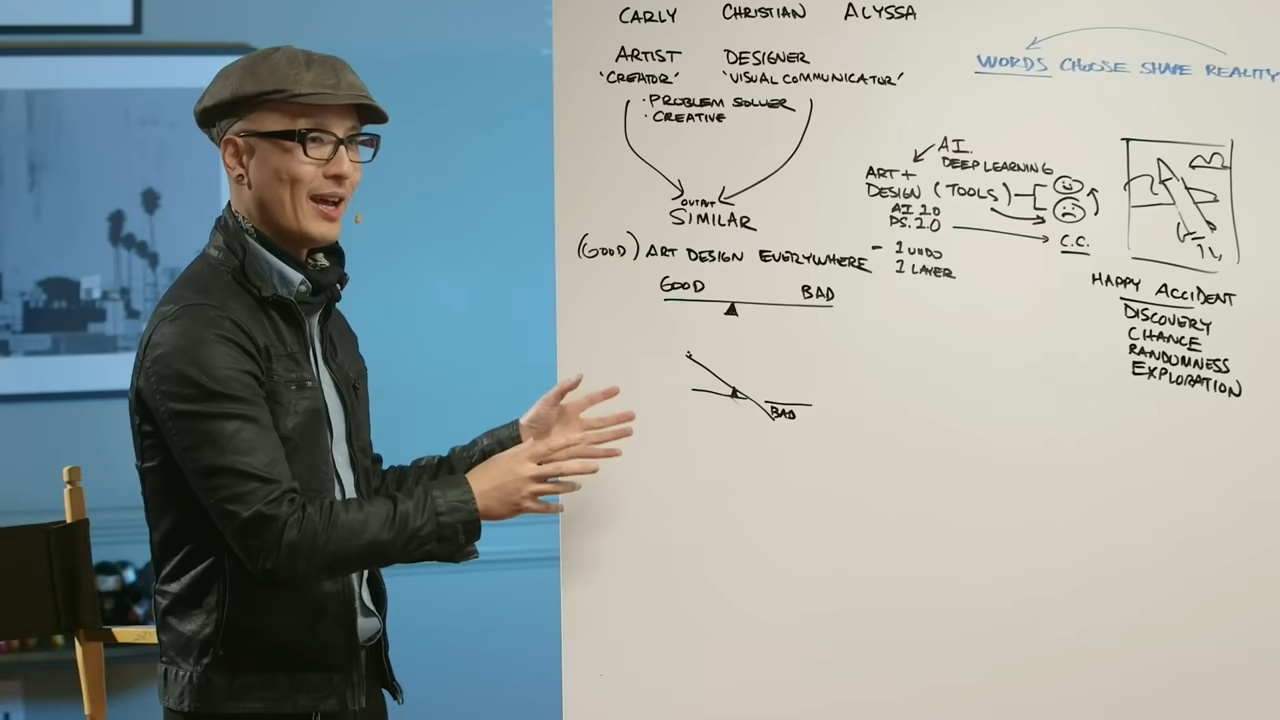 CARLY CHRISTIAN ALYSSA
ARTIST DESIGNER
'CREATOR' 'VISUAL COMMUNICATOR'
· PROBLEM SOLVER
· CREATIVE
OUTPUT
SIMILAR
(GOOD) ART DESIGN EVERYWHERE
GOOD BAD
BAD
WORDS CHOOSE SHAPE REALITY
A.I.
DEEP LEARNING
ART +
DESIGN (TOOLS)
AI 1.0
PS. 2.0
C.C.
- 1 UNDO
1 LAYER
HAPPY ACCIDENT
DISCOVERY
CHANCE
RANDOMNESS
EXPLORATION